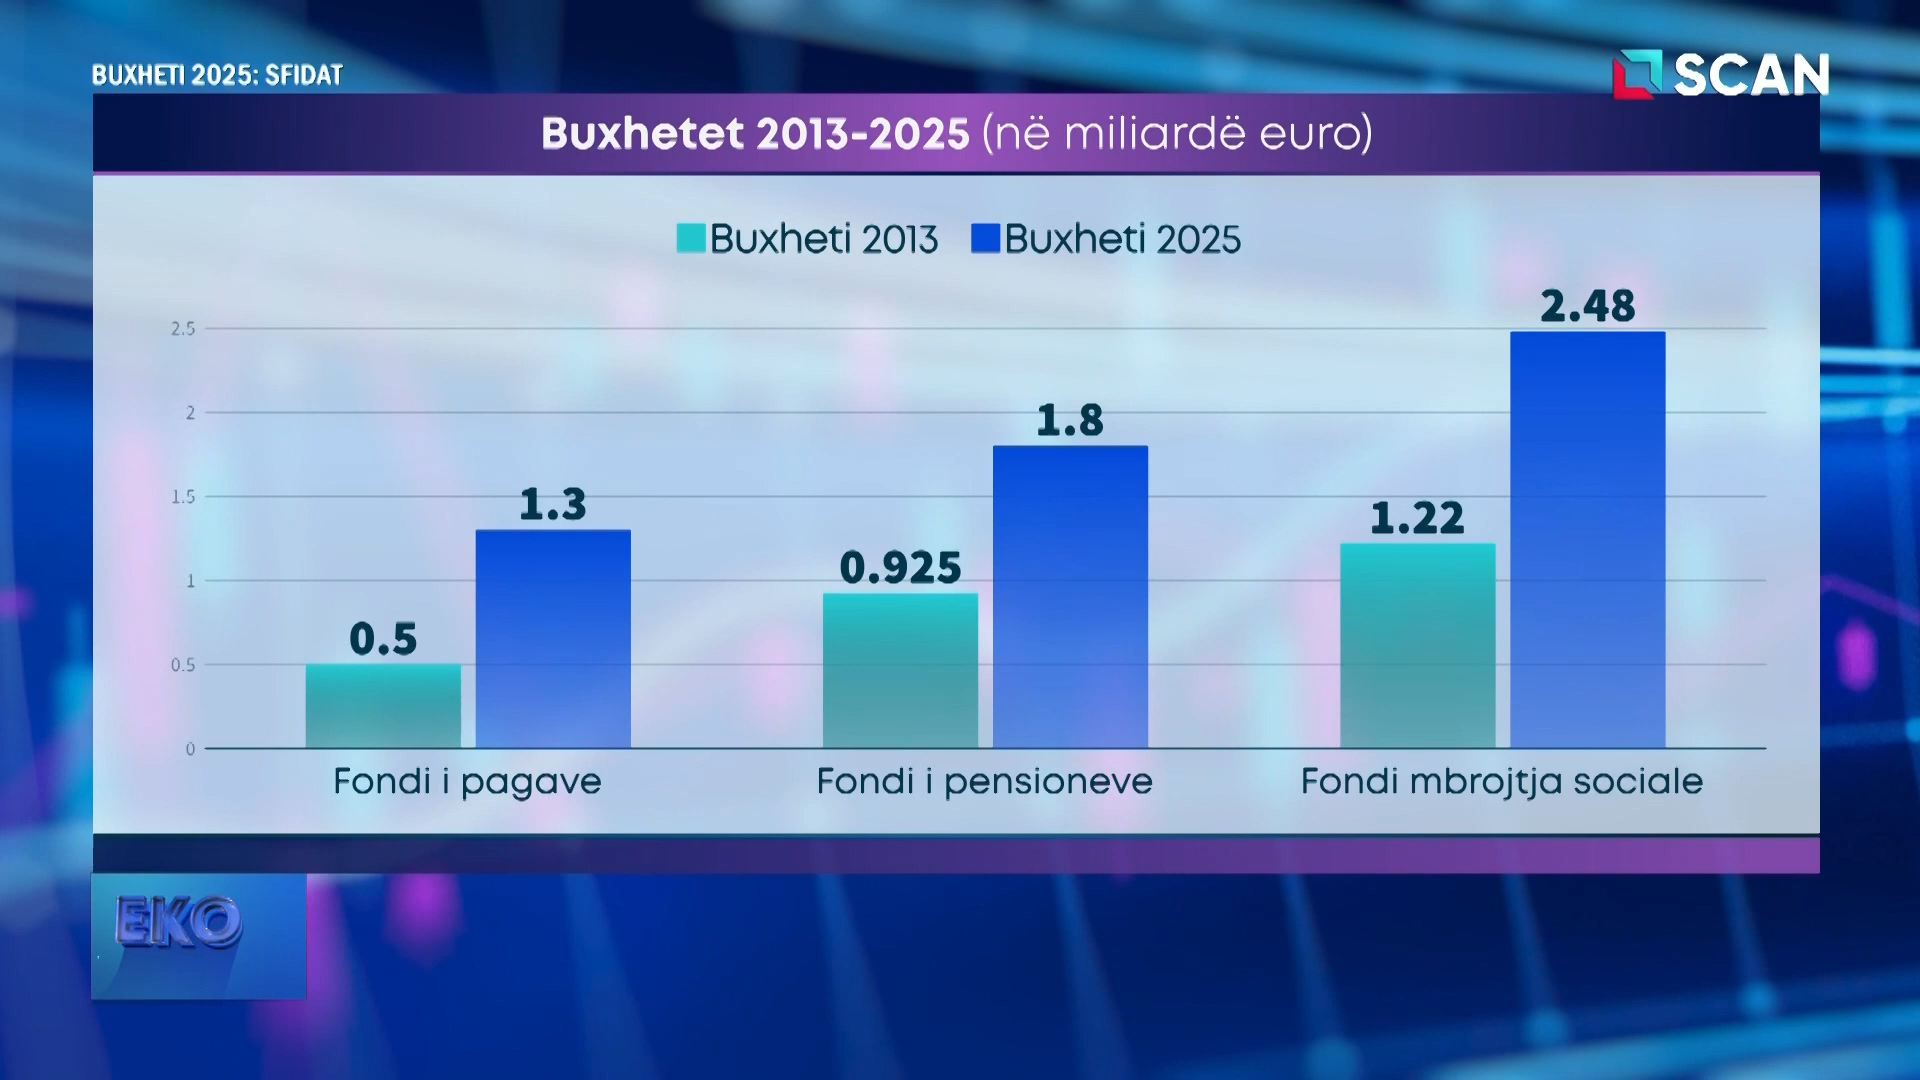 BUXHETI 2025: SFIDAT
SCAN
Buxhetet 2013-2025 (në miliardë euro)
Buxheti 2013 Buxheti 2025
2.5
2
1.5
1
0.5
0
0.5
1.3
0.925
1.8
1.22
2.48
Fondi i pagave
Fondi i pensioneve
Fondi mbrojtja sociale
EKO